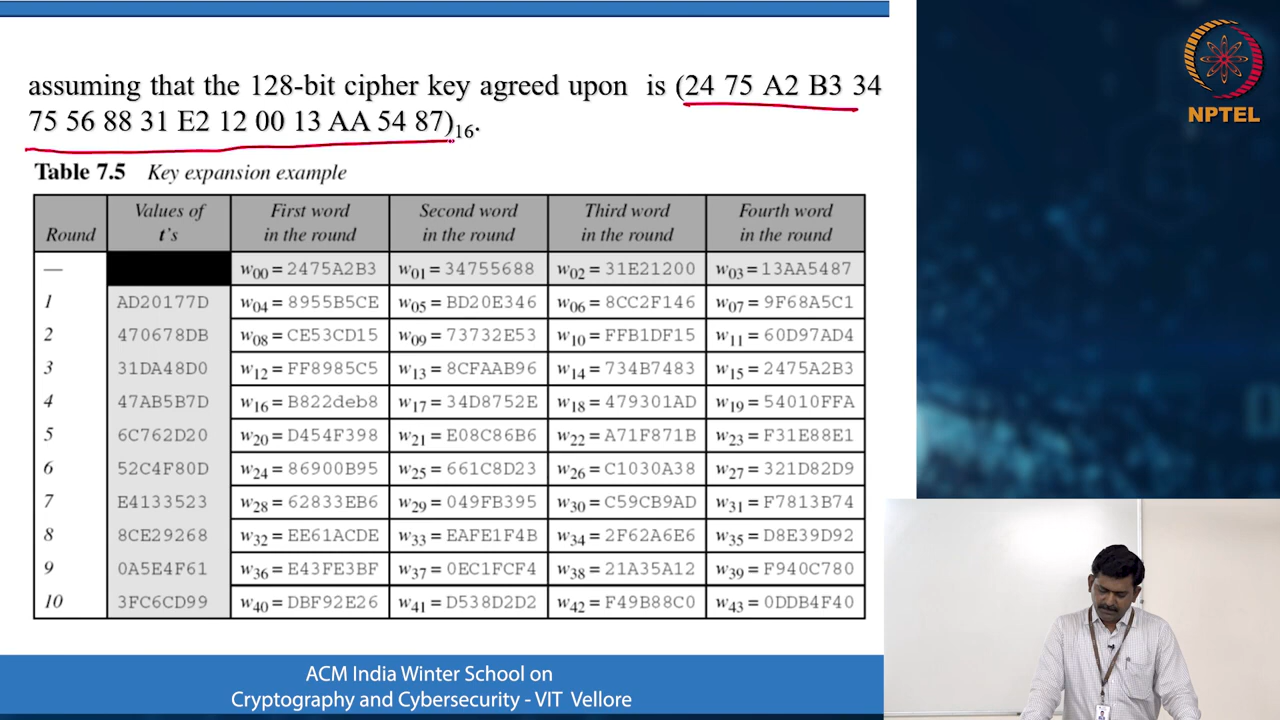 assuming that the 128-bit cipher key agreed upon is (24 75 A2 B3 34
75 56 88 31 E2 12 00 13 AA 54 87)16.
Table 7.5 Key expansion example
Round Values of t's First word in the round Second word in the round Third word in the round Fourth word in the round
— w00 = 2475A2B3 w01 = 34755688 w02 = 31E21200 w03 = 13AA5487
1 AD20177D w04 = 8955B5CE w05 = BD20E346 w06 = 8CC2F146 w07 = 9F68A5C1
2 470678DB w08 = CE53CD15 w09 = 73732E53 w10 = FFB1DF15 w11 = 60D97AD4
3 31DA48D0 w12 = FF8985C5 w13 = 8CFAAB96 w14 = 734B7483 w15 = 2475A2B3
4 47AB5B7D w16 = B822deb8 w17 = 34D8752E w18 = 479301AD w19 = 54010FFA
5 6C762D20 w20 = D454F398 w21 = E08C86B6 w22 = A71F871B w23 = F31E88E1
6 52C4F80D w24 = 86900B95 w25 = 661C8D23 w26 = C1030A38 w27 = 321D82D9
7 E4133523 w28 = 62833EB6 w29 = 049FB395 w30 = C59CB9AD w31 = F7813B74
8 8CE29268 w32 = EE61ACDE w33 = EAFE1F4B w34 = 2F62A6E6 w35 = D8E39D92
9 0A5E4F61 w36 = E43FE3BF w37 = 0EC1FCF4 w38 = 21A35A12 w39 = F940C780
10 3FC6CD99 w40 = DBF92E26 w41 = D538D2D2 w42 = F49B88C0 w43 = 0DDB4F40
NPTEL
ACM India Winter School on
Cryptography and Cybersecurity - VIT Vellore